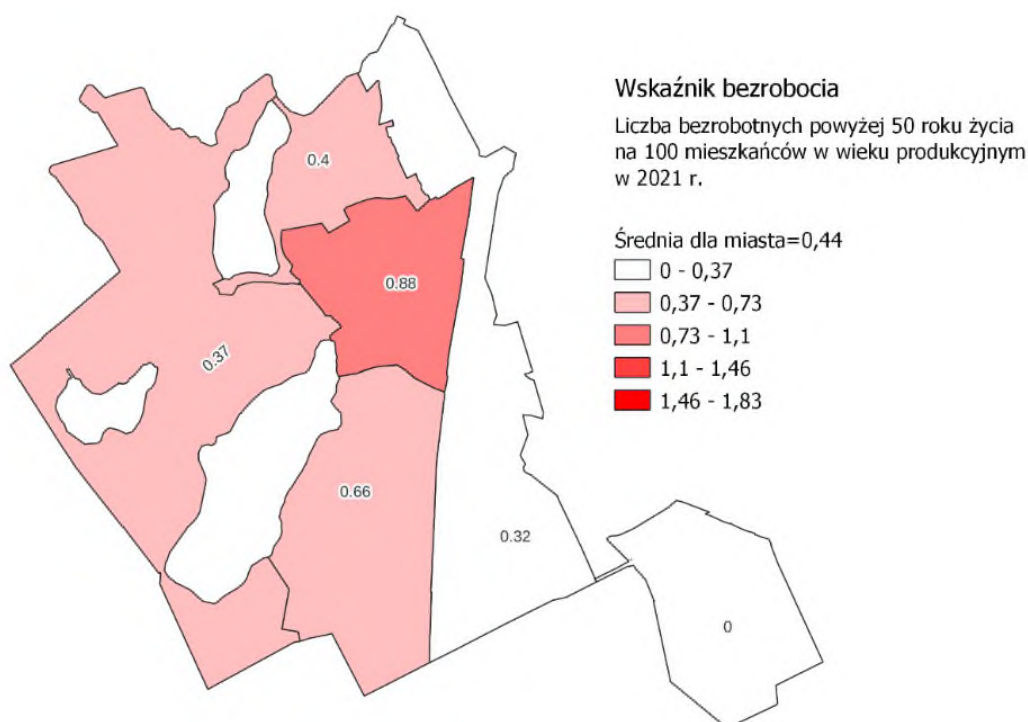 Wskaźnik bezrobocia
Liczba bezrobotnych powyżej 50 roku życia
na 100 mieszkańców w wieku produkcyjnym
w 2021 r.
Średnia dla miasta=0,44
0 - 0,37
0,37 - 0,73
0,73 - 1,1
1,1 - 1,46
1,46 - 1,83
0.4
0.88
0.37
0.66
0.32
0